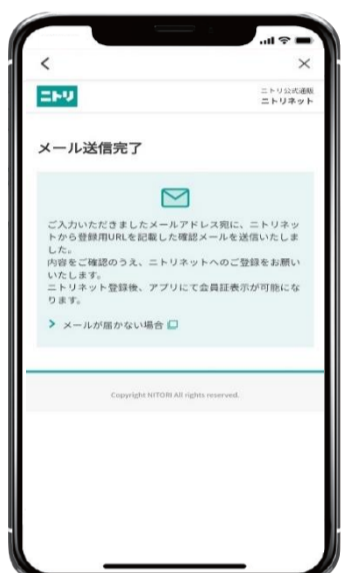 ニトリ
ニトリ公式通販
ニトリネット
メール送信完了
ご入力いただきましたメールアドレス宛に、ニトリネッ
トから登録用URLを記載した確認メールを送信いたしま
した。
内容をご確認のうえ、ニトリネットへのご登録をお願い
いたします。
ニトリネット登録後、アプリにて会員証表示が可能にな
ります。
メールが届かない場合
Copyright NITORI All rights reserved.